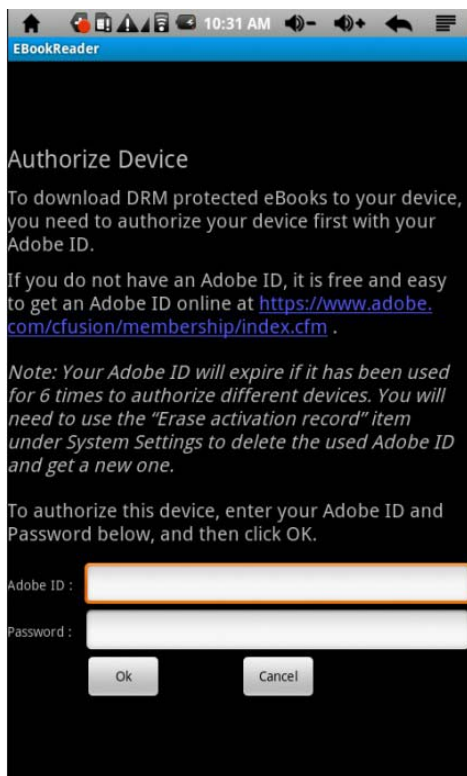 10:31 AM
EBookReader
Authorize Device
To download DRM protected eBooks to your device,
you need to authorize your device first with your
Adobe ID.
If you do not have an Adobe ID, it is free and easy
to get an Adobe ID online at https://www.adobe.
com/cfusion/membership/index.cfm .
Note: Your Adobe ID will expire if it has been used
for 6 times to authorize different devices. You will
need to use the “Erase activation record” item
under System Settings to delete the used Adobe ID
and get a new one.
To authorize this device, enter your Adobe ID and
Password below, and then click OK.
Adobe ID :
Password :
Ok Cancel